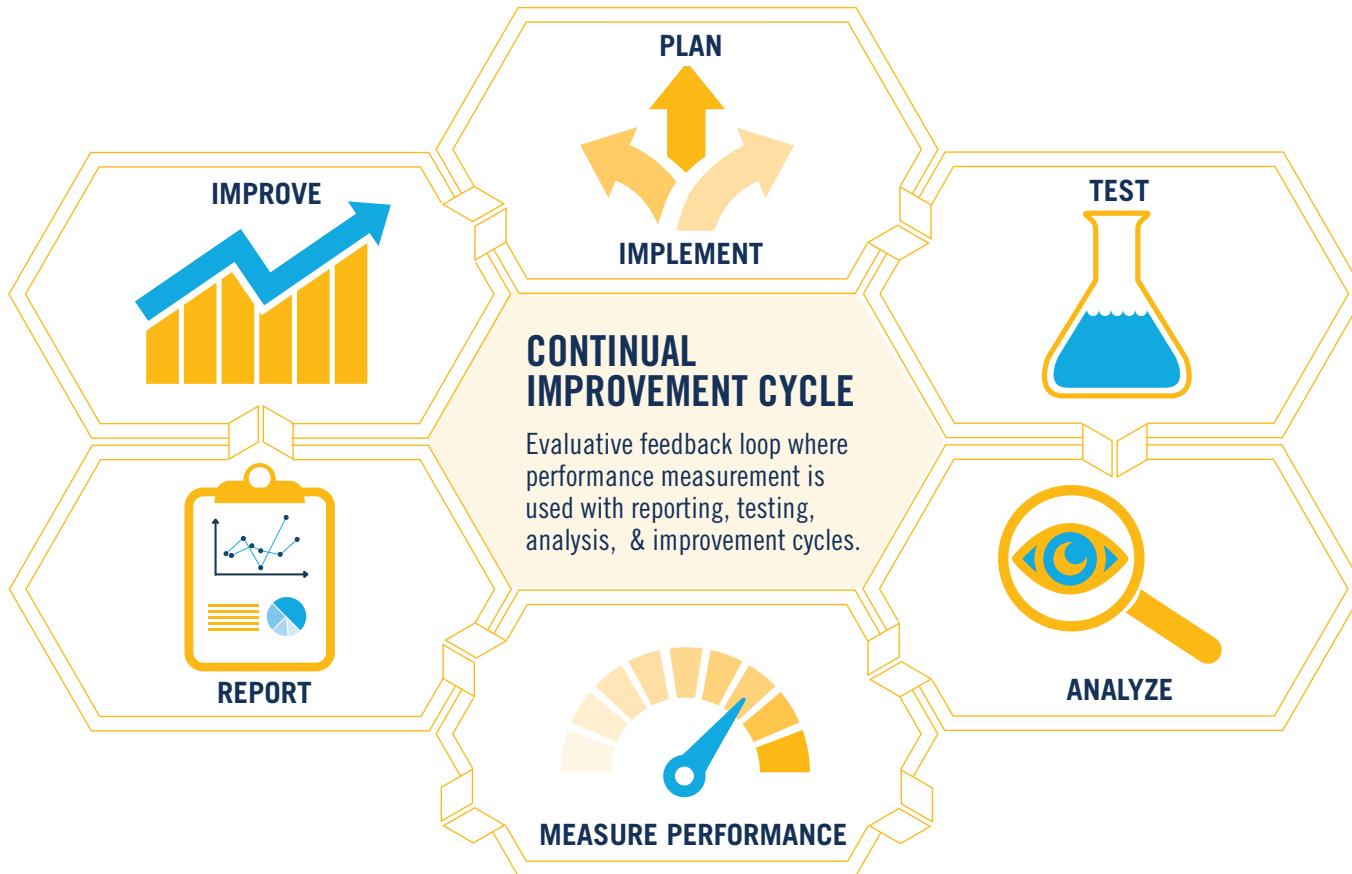 PLAN
IMPLEMENT
IMPROVE
TEST
CONTINUAL
IMPROVEMENT CYCLE
Evaluative feedback loop where
performance measurement is
used with reporting, testing,
analysis,  & improvement cycles.
REPORT
ANALYZE
MEASURE PERFORMANCE